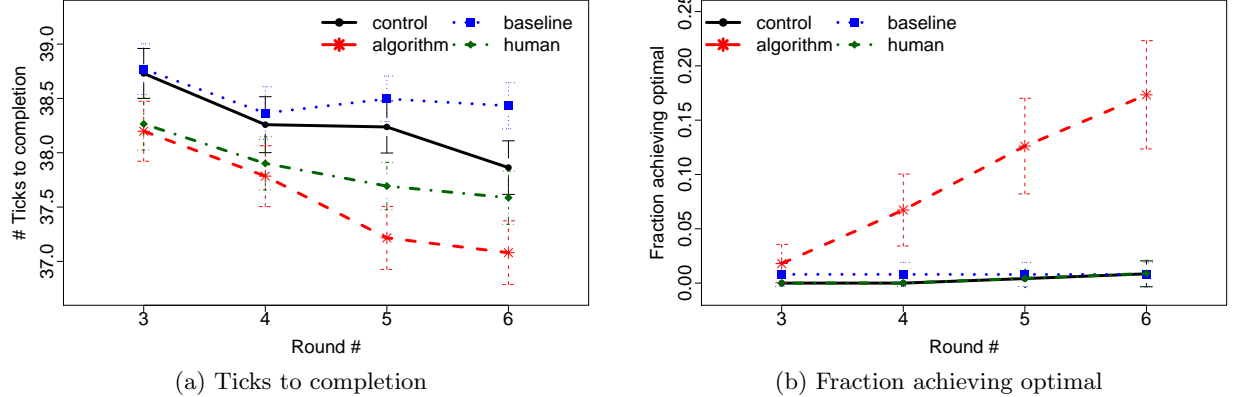 control
baseline
algorithm
human
# Ticks to completion
39.0
38.5
38.0
37.5
37.0
3
4
5
6
Round #
(a) Ticks to completion
control
baseline
algorithm
human
Fraction achieving optimal
0.25
0.20
0.15
0.10
0.05
0.00
3
4
5
6
Round #
(b) Fraction achieving optimal